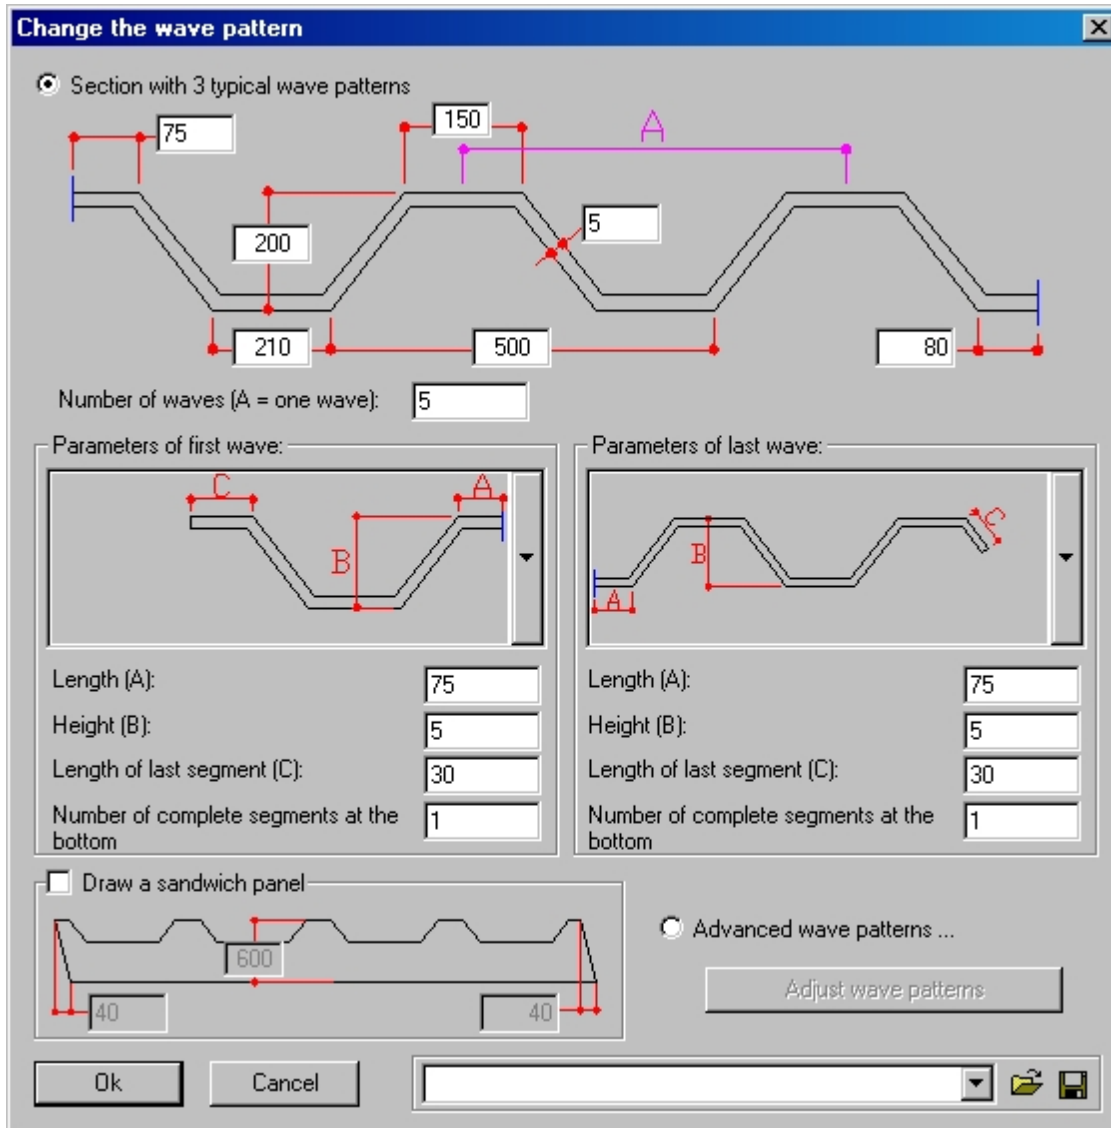 Change the wave pattern
Section with 3 typical wave patterns
75
150
A
200
5
210
500
80
Number of waves (A = one wave): 5
Parameters of first wave:
C
A
B
Length (A): 75
Height (B): 5
Length of last segment (C): 30
Number of complete segments at the
bottom
1
Parameters of last wave:
C
B
A
Length (A): 75
Height (B): 5
Length of last segment (C): 30
Number of complete segments at the
bottom
1
Draw a sandwich panel
600
40
40
Advanced wave patterns ...
Adjust wave patterns
Ok
Cancel